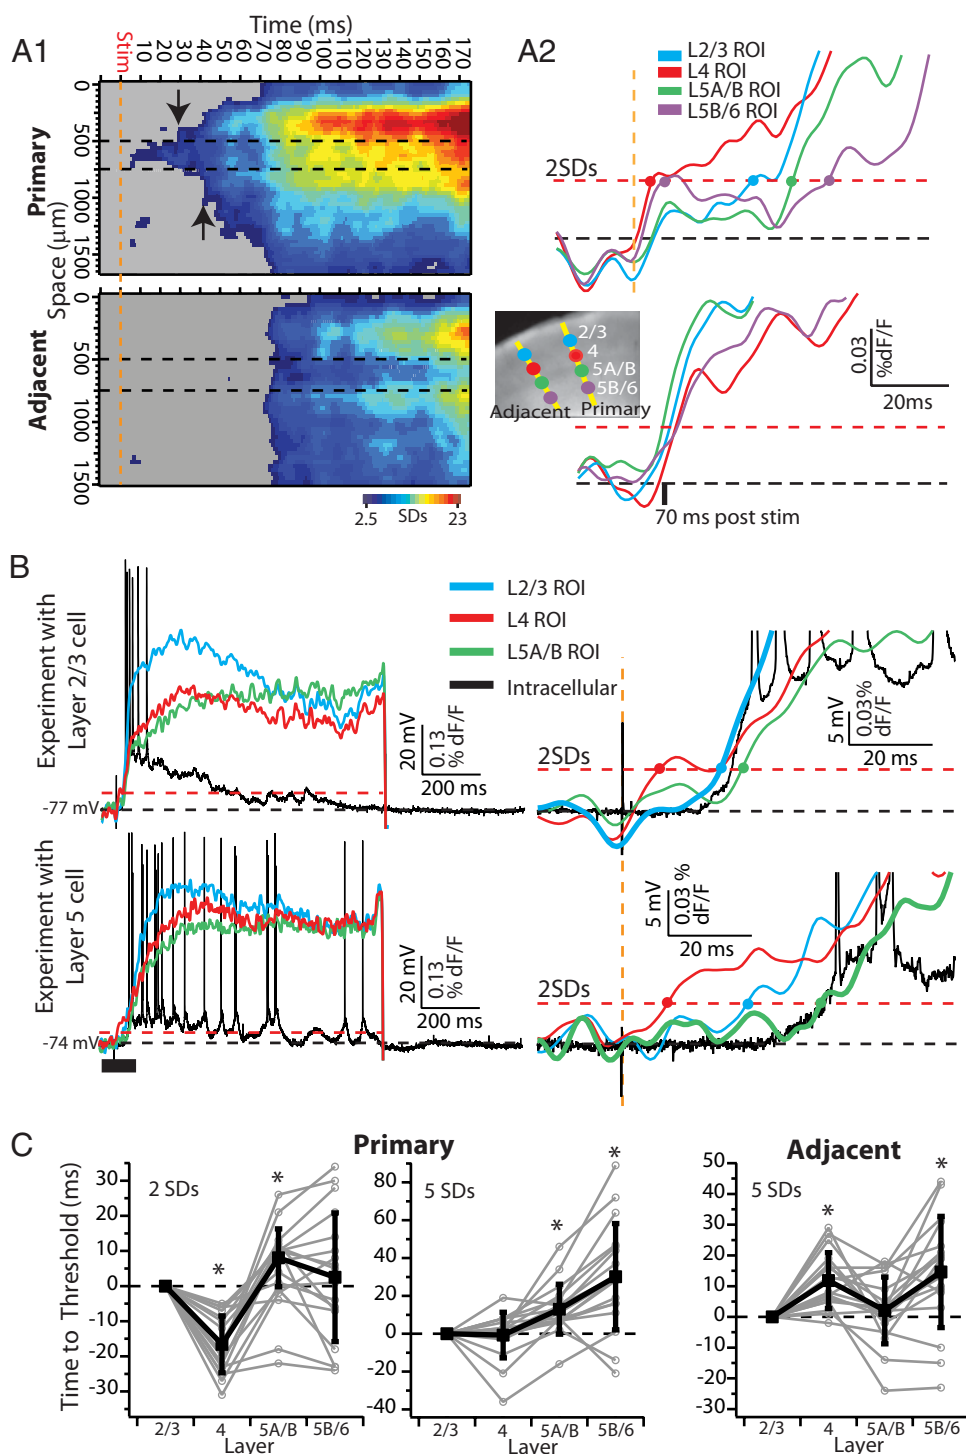 A1
Time (ms)
Stim
10 20 30 40 50 60 70 80 90 100 110 120 130 140 150 160 170
Primary
Space (µm)
0
500
1000
1500
Adjacent
0
500
1000
1500
2.5 SDs 23
A2
L2/3 ROI
L4 ROI
L5A/B ROI
L5B/6 ROI
2SDs
2/3
4
5A/B
5B/6
Adjacent Primary
0.03
%dF/F
20ms
70 ms post stim
B
L2/3 ROI
L4 ROI
L5A/B ROI
Intracellular
Experiment with
Layer 2/3 cell
-77 mV
20 mV
0.13
% dF/F
200 ms
2SDs
5 mV
0.03%
dF/F
20 ms
Experiment with
Layer 5 cell
-74 mV
20 mV
0.13
% dF/F
200 ms
2SDs
5 mV
0.03 %
dF/F
20 ms
C
Primary
Adjacent
Time to Threshold (ms)
2 SDs
30
20
10
0
-10
-20
-30
*
*
2/3 4 5A/B 5B/6
5 SDs
80
60
40
20
0
-20
-40
*
*
2/3 4 5A/B 5B/6
5 SDs
50
40
30
20
10
0
-10
-20
-30
*
*
2/3 4 5A/B 5B/6
Layer
Layer